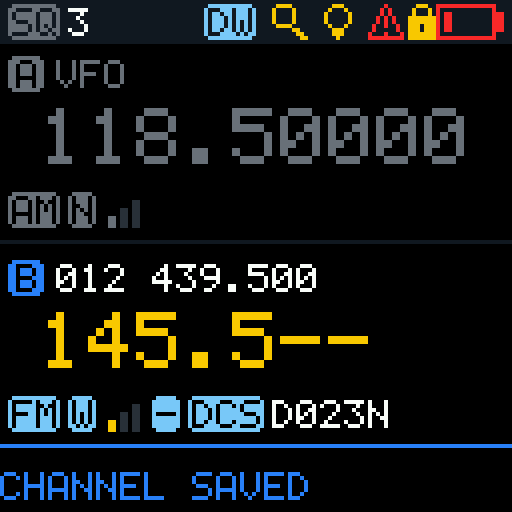 SQ 3 DW
A VFO
118.50000
AM N
B 012 439.500
145.5--
FM W - DCS D023N
CHANNEL SAVED